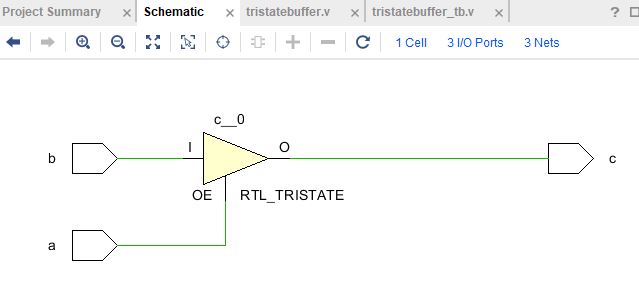 Project Summary × Schematic × tristatebuffer.v × tristatebuffer_tb.v × ?
1 Cell 3 I/O Ports 3 Nets
c__0
b I O c
OE RTL_TRISTATE
a